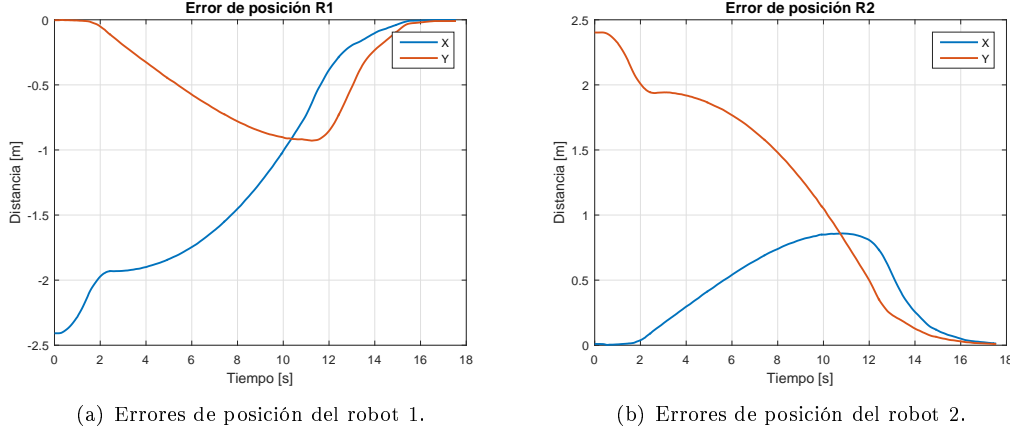 Error de posición R1
0
-0.5
-1
-1.5
-2
-2.5
Distancia [m]
0 2 4 6 8 10 12 14 16 18
Tiempo [s]
X
Y
(a) Errores de posición del robot 1.
Error de posición R2
2.5
2
1.5
1
0.5
0
Distancia [m]
0 2 4 6 8 10 12 14 16 18
Tiempo [s]
X
Y
(b) Errores de posición del robot 2.